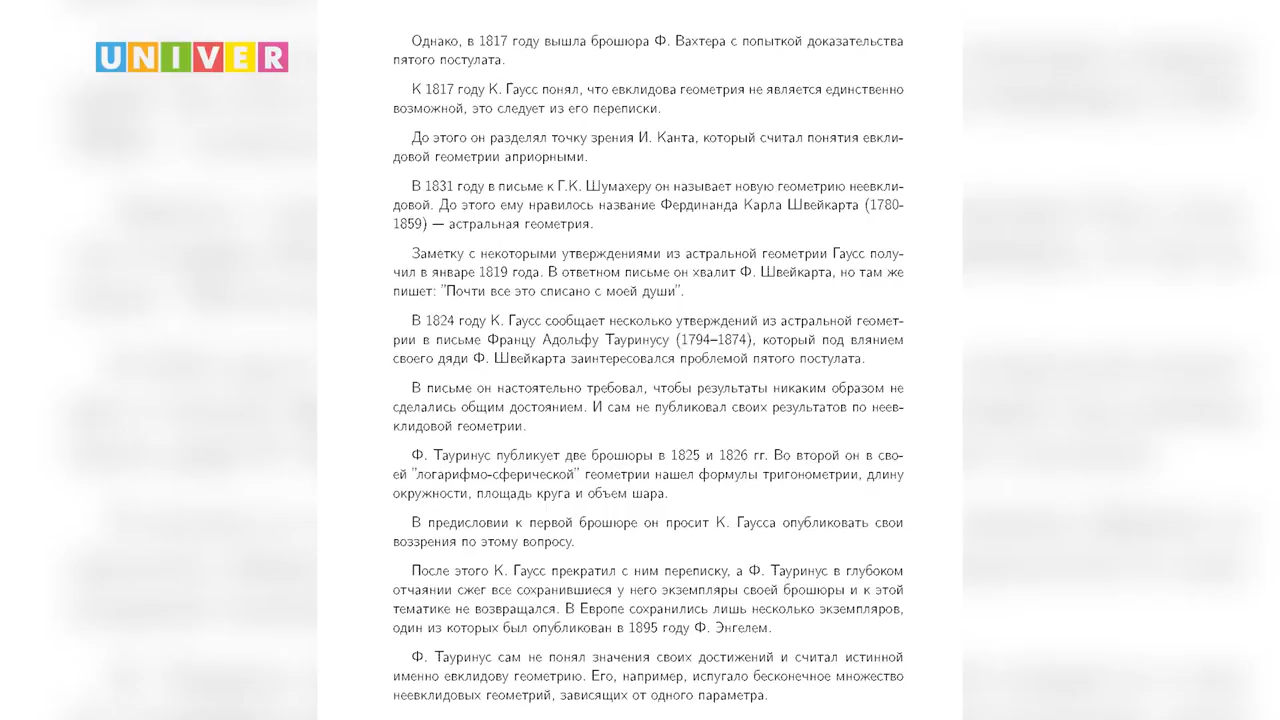 UNIVER
Однако, в 1817 году вышла брошюра Ф. Вахтера с попыткой доказательства
пятого постулата.
К 1817 году К. Гаусс понял, что евклидова геометрия не является единственно
возможной, это следует из его переписки.
До этого он разделял точку зрения И. Канта, который считал понятия евкли-
довой геометрии априорными.
В 1831 году в письме к Г.К. Шумахеру он называет новую геометрию неевкли-
довой. До этого ему нравилось название Фердинанда Карла Швейкарта (1780-
1859) — астральная геометрия.
Заметку с некоторыми утверждениями из астральной геометрии Гаусс полу-
чил в январе 1819 года. В ответном письме он хвалит Ф. Швейкарта, но там же
пишет: "Почти все это списано с моей души".
В 1824 году К. Гаусс сообщает несколько утверждений из астральной геомет-
рии в письме Францу Адольфу Тауринусу (1794–1874), который под влянием
своего дяди Ф. Швейкарта заинтересовался проблемой пятого постулата.
В письме он настоятельно требовал, чтобы результаты никаким образом не
сделались общим достоянием. И сам не публиковал своих результатов по неев-
клидовой геометрии.
Ф. Тауринус публикует две брошюры в 1825 и 1826 гг. Во второй он в сво-
ей "логарифмо-сферической" геометрии нашел формулы тригонометрии, длину
окружности, площадь круга и объем шара.
В предисловии к первой брошюре он просит К. Гаусса опубликовать свои
воззрения по этому вопросу.
После этого К. Гаусс прекратил с ним переписку, а Ф. Тауринус в глубоком
отчаянии сжег все сохранившиеся у него экземпляры своей брошюры и к этой
тематике не возвращался. В Европе сохранились лишь несколько экземпляров,
один из которых был опубликован в 1895 году Ф. Энгелем.
Ф. Тауринус сам не понял значения своих достижений и считал истинной
именно евклидову геометрию. Его, например, испугало бесконечное множество
неевклидовых геометрий, зависящих от одного параметра.